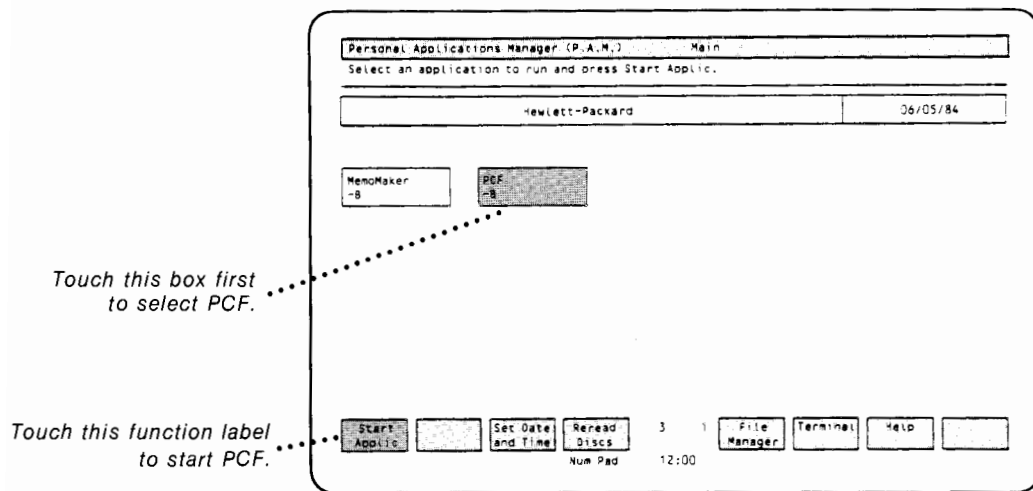 Personal Applications Manager (P.A.M.) Main
Select an application to run and press Start Applic.
Hewlett-Packard 06/05/84
MemoMaker
-B
PCF
-B
Touch this box first
to select PCF.
Touch this function label
to start PCF.
Start
Applic
Set Date
and Time
Reread
Discs
3 1
File
Manager
Terminal
Help
Num Pad 12:00